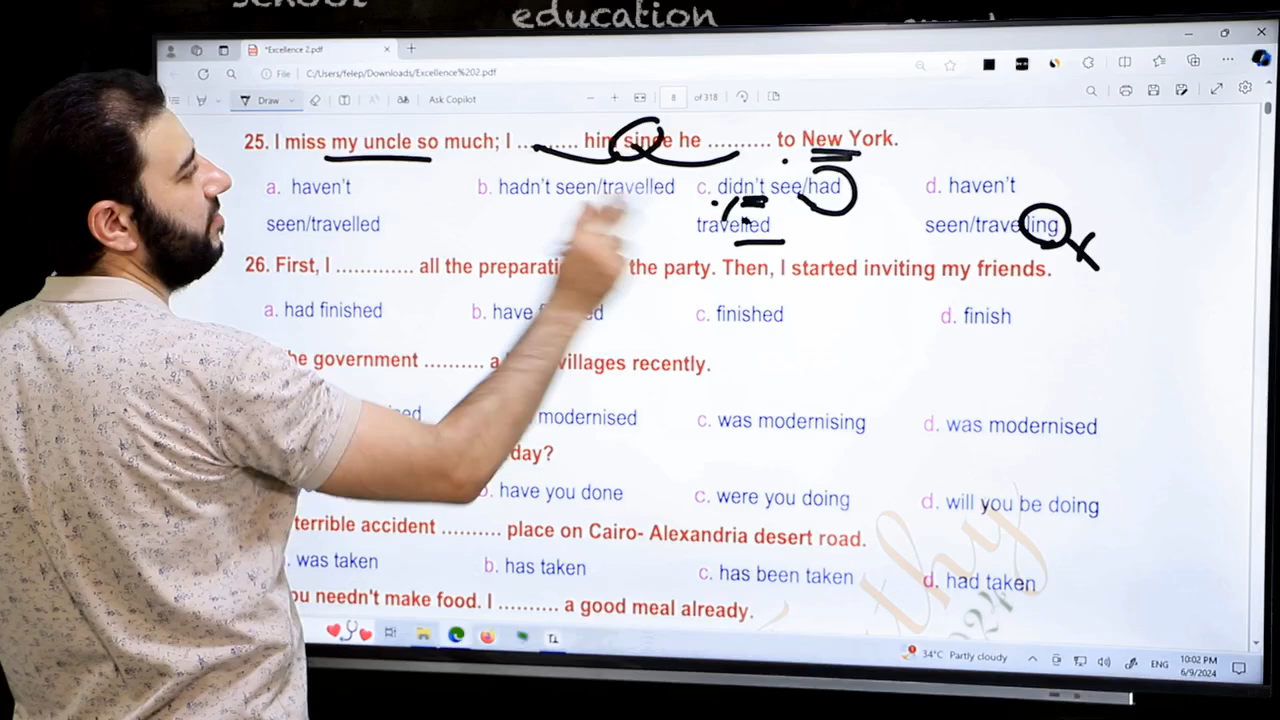 school
education
*Excellence 2.pdf
File C:/Users/felep/Downloads/Excellence%202.pdf
Draw Ask Copilot 8 of 318
25. I miss my uncle so much; I .......... him since he .......... to New York.
a. haven't seen/travelled b. hadn't seen/travelled c. didn't see/had travelled d. haven't seen/travelling
26. First, I ............. all the the party. Then, I started inviting my friends.
a. had finished b. have c. finished d. finish
government .......... a villages recently.
modernised c. was modernising d. was modernised
day?
b. have you done c. were you doing d. will you be doing
terrible accident .......... place on Cairo- Alexandria desert road.
was taken b. has taken c. has been taken d. had taken
needn't make food. I .......... a good meal already.
thy
34°C Partly cloudy ENG 10:02 PM
6/9/2024